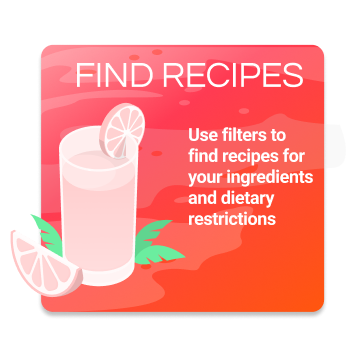 FIND RECIPES
Use filters to
find recipes for
your ingredients
and dietary
restrictions